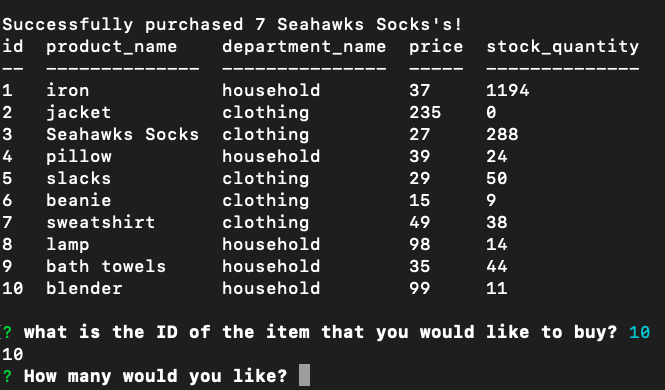 Successfully purchased 7 Seahawks Socks's!
id  product_name    department_name  price  stock_quantity
--  --------------  ---------------  -----  --------------
1   iron            household        37     1194
2   jacket          clothing         235    0
3   Seahawks Socks  clothing         27     288
4   pillow          household        39     24
5   slacks          clothing         29     50
6   beanie          clothing         15     9
7   sweatshirt      clothing         49     38
8   lamp            household        98     14
9   bath towels     household        35     44
10  blender         household        99     11
? what is the ID of the item that you would like to buy? 10
10
? How many would you like?